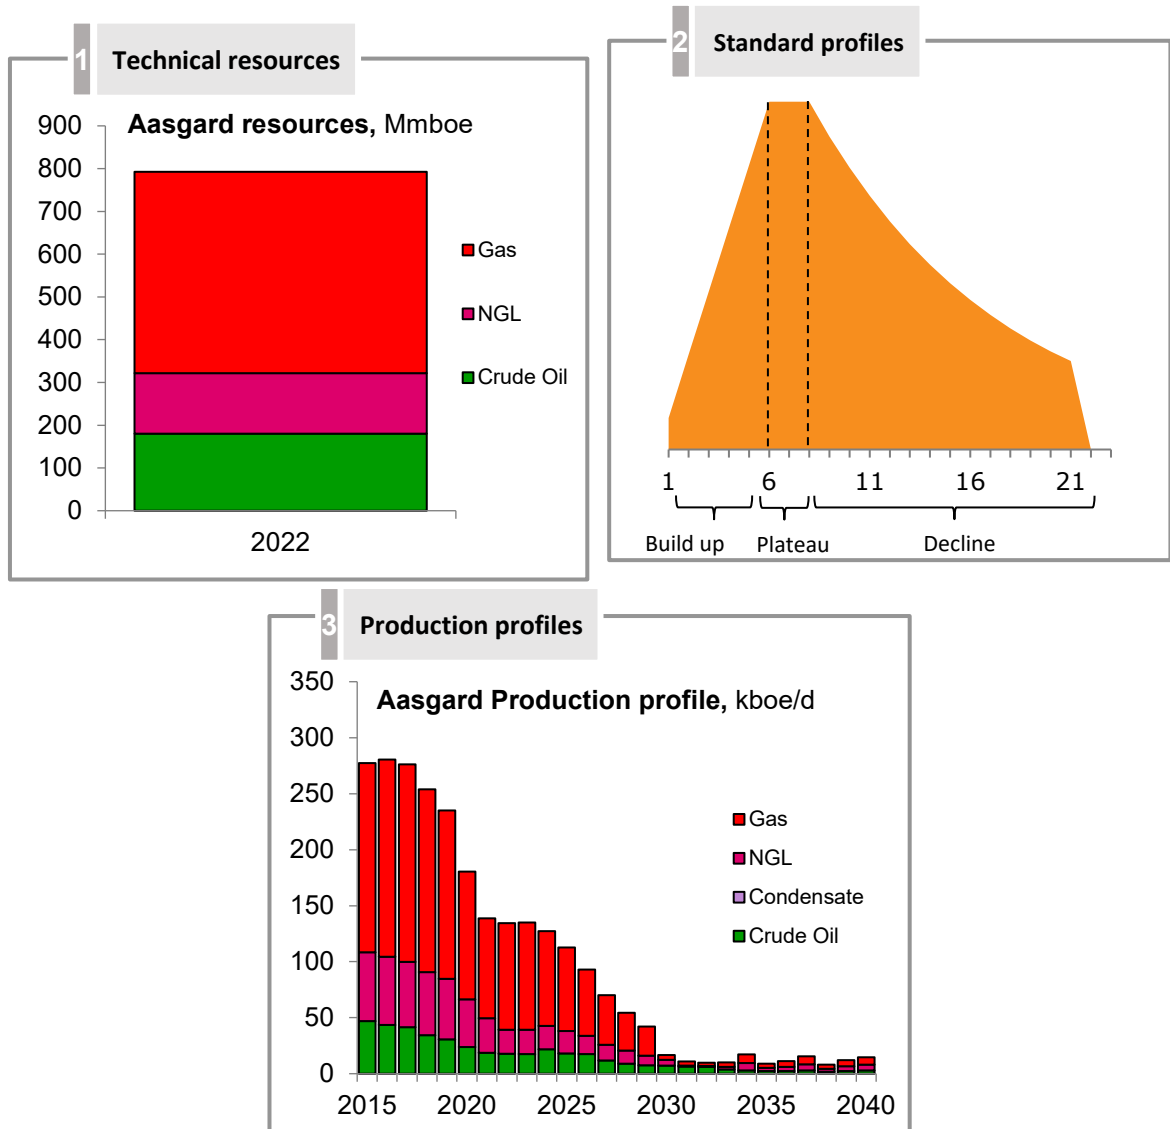 1
Technical resources
Aasgard resources, Mmboe
900
800
700
600
500
400
300
200
100
0
2022
Gas
NGL
Crude Oil
2
Standard profiles
1 6 11 16 21
Build up Plateau Decline
3
Production profiles
Aasgard Production profile, kboe/d
350
300
250
200
150
100
50
0
2015 2020 2025 2030 2035 2040
Gas
NGL
Condensate
Crude Oil